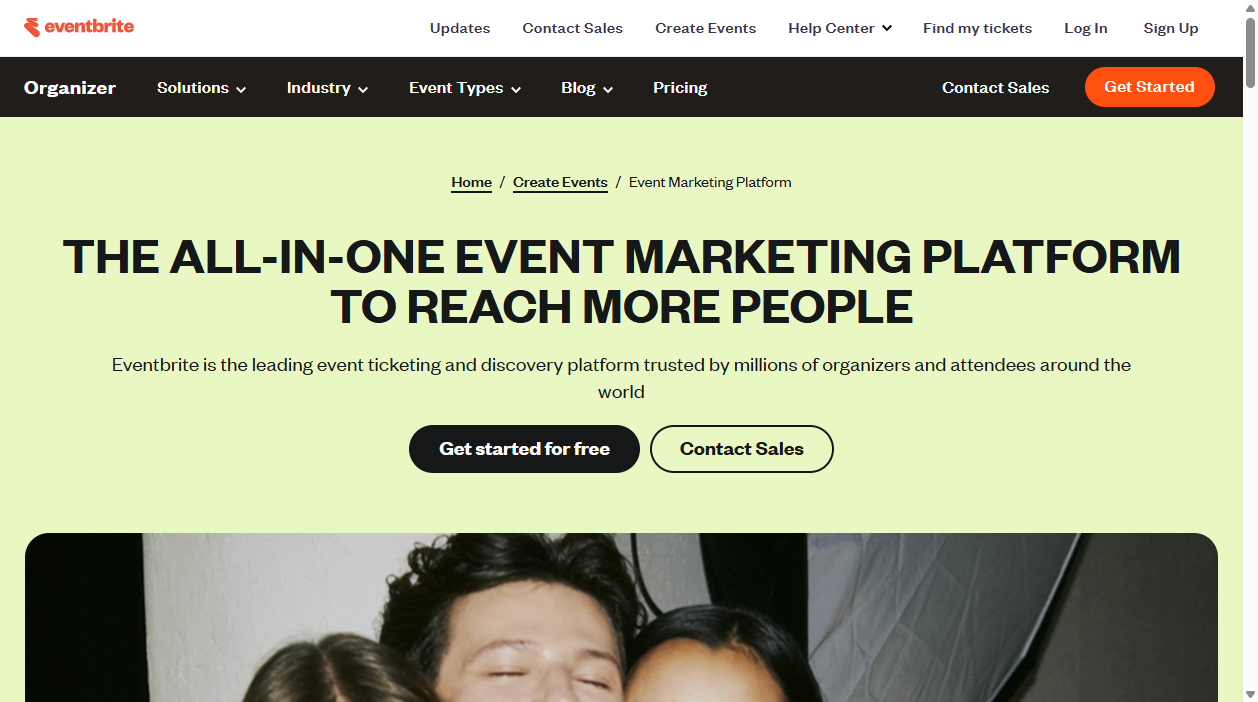 eventbrite
Updates Contact Sales Create Events Help Center Find my tickets Log In Sign Up
Organizer Solutions Industry Event Types Blog Pricing Contact Sales Get Started
Home / Create Events / Event Marketing Platform
THE ALL-IN-ONE EVENT MARKETING PLATFORM
TO REACH MORE PEOPLE
Eventbrite is the leading event ticketing and discovery platform trusted by millions of organizers and attendees around the
world
Get started for free Contact Sales